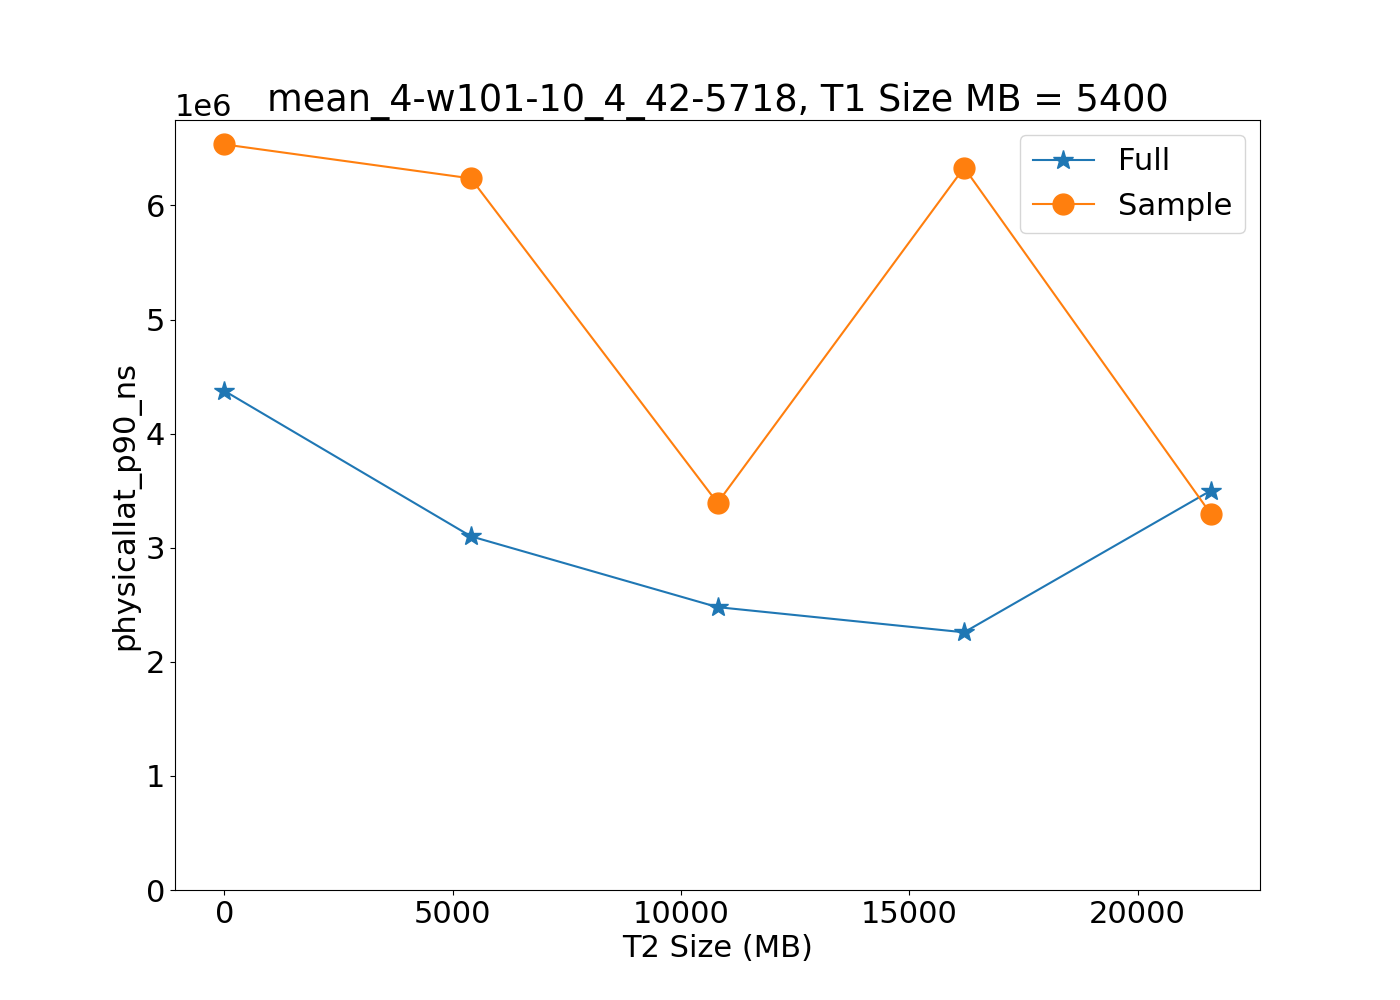 1e6
mean_4-w101-10_4_42-5718, T1 Size MB = 5400
Full
Sample
physicallat_p90_ns
6
5
4
3
2
1
0
0 5000 10000 15000 20000
T2 Size (MB)